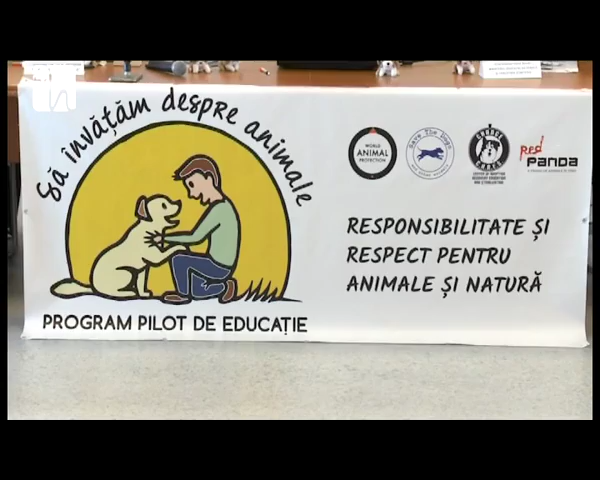 Să învățăm despre animale
PROGRAM PILOT DE EDUCAȚIE
WORLD
ANIMAL
PROTECTION
Save The Dogs
red
PANDA
RESPONSIBILITATE ȘI
RESPECT PENTRU
ANIMALE ȘI NATURĂ